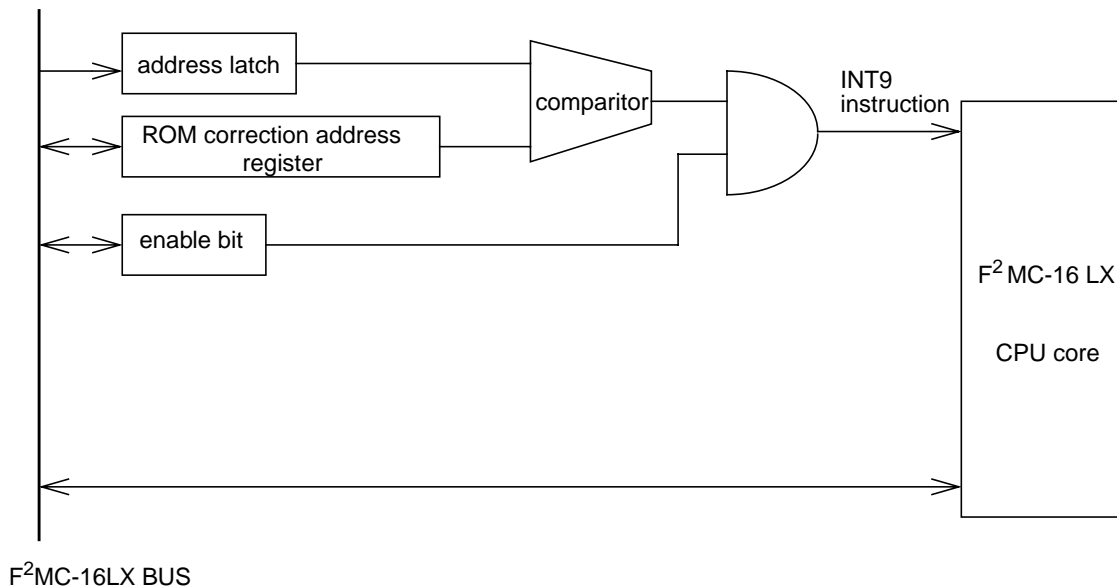 address latch
ROM correction address
register
enable bit
comparitor
INT9
instruction
F² MC-16 LX
CPU core
F²MC-16LX BUS